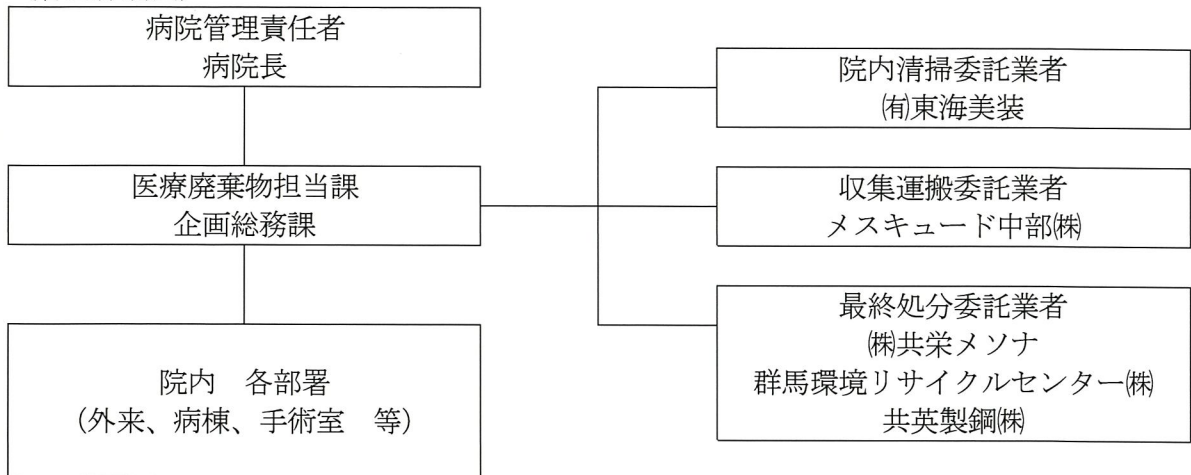 病院管理責任者
病院長
医療廃棄物担当課
企画総務課
院内　各部署
(外来、病棟、手術室　等)
院内清掃委託業者
㈲東海美装
収集運搬委託業者
メスキュード中部㈱
最終処分委託業者
㈱共栄メソナ
群馬環境リサイクルセンター㈱
共英製鋼㈱